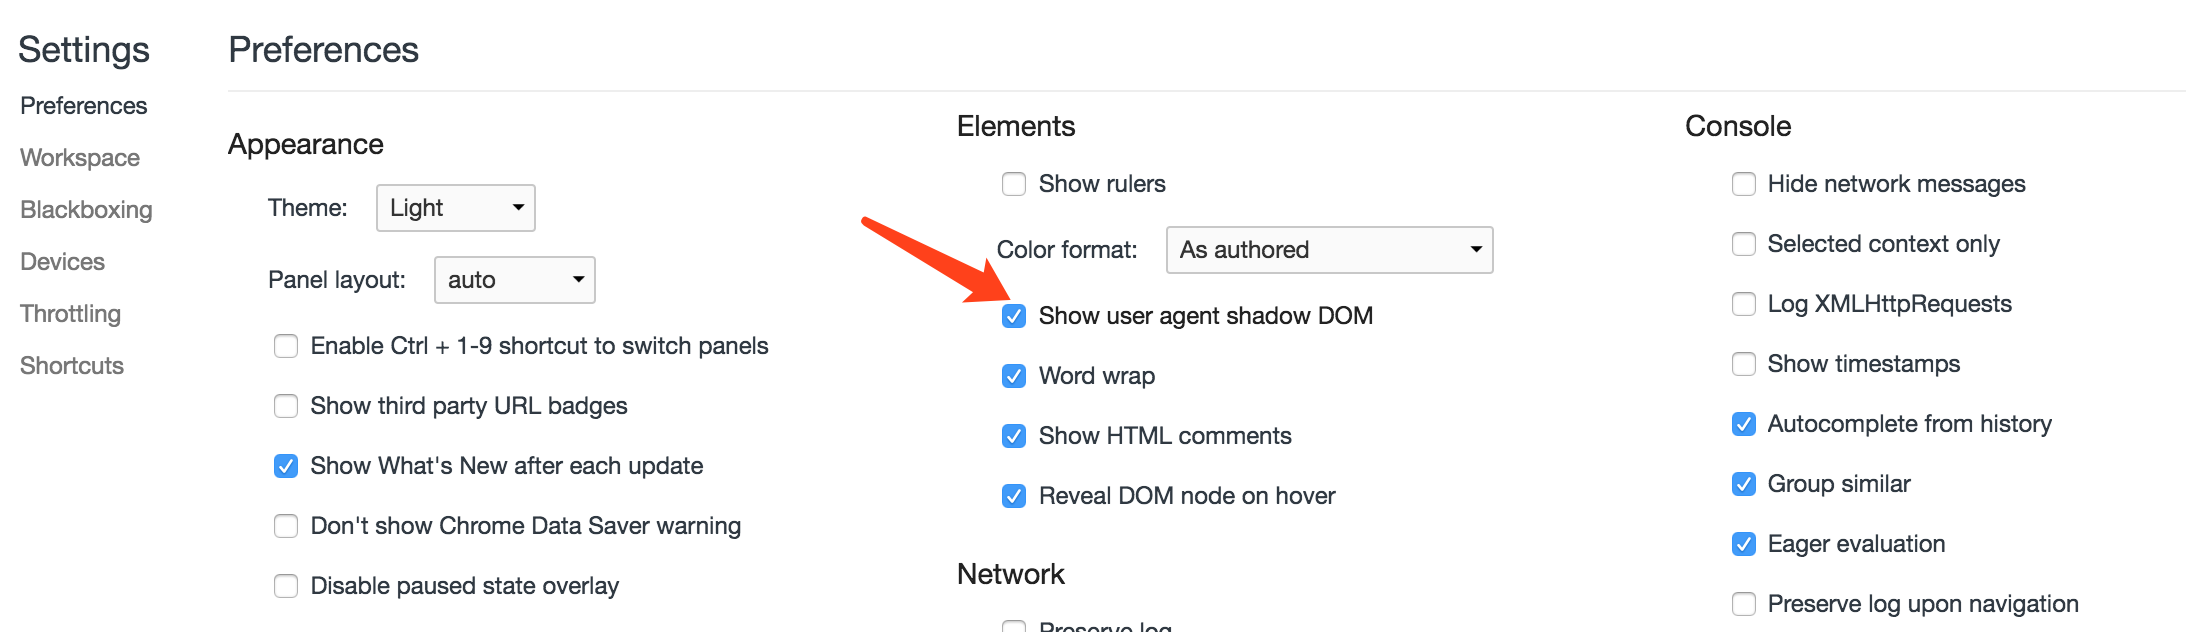 Settings
Preferences
Workspace
Blackboxing
Devices
Throttling
Shortcuts
Preferences
Appearance
Theme: Light
Panel layout: auto
Enable Ctrl + 1-9 shortcut to switch panels
Show third party URL badges
Show What's New after each update
Don't show Chrome Data Saver warning
Disable paused state overlay
Elements
Show rulers
Color format: As authored
Show user agent shadow DOM
Word wrap
Show HTML comments
Reveal DOM node on hover
Network
Preserve log
Console
Hide network messages
Selected context only
Log XMLHttpRequests
Show timestamps
Autocomplete from history
Group similar
Eager evaluation
Preserve log upon navigation